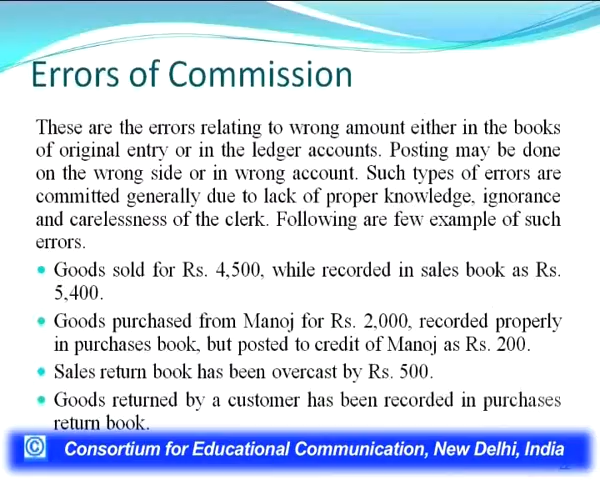 Errors of Commission
These are the errors relating to wrong amount either in the books
of original entry or in the ledger accounts. Posting may be done
on the wrong side or in wrong account. Such types of errors are
committed generally due to lack of proper knowledge, ignorance
and carelessness of the clerk. Following are few example of such
errors.
• Goods sold for Rs. 4,500, while recorded in sales book as Rs.
5,400.
• Goods purchased from Manoj for Rs. 2,000, recorded properly
in purchases book, but posted to credit of Manoj as Rs. 200.
• Sales return book has been overcast by Rs. 500.
• Goods returned by a customer has been recorded in purchases
return book.
© Consortium for Educational Communication, New Delhi, India